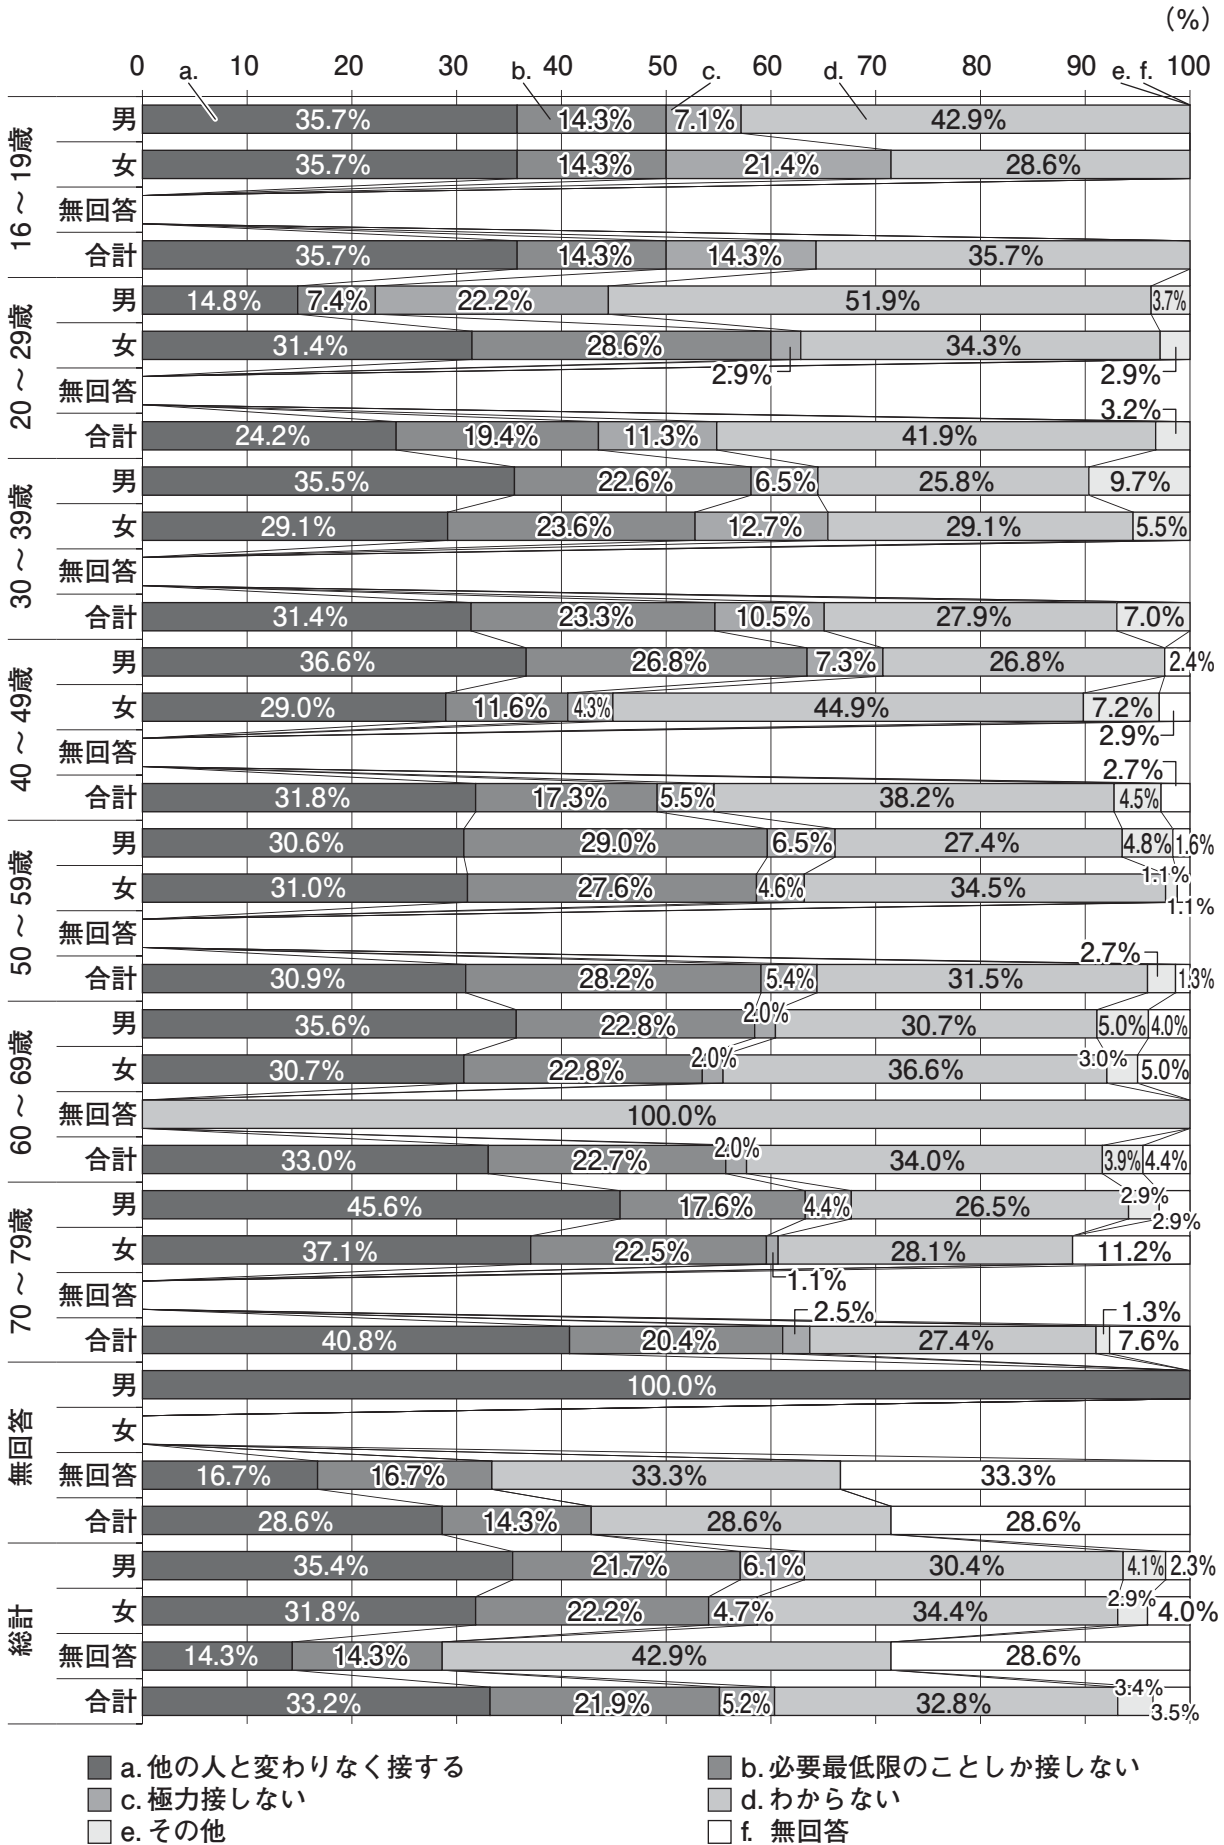 (%)
0 a. 10 20 30 b. 40 50 c. 60 d. 70 80 90 e. f. 100
16～19歳
男 35.7% 14.3% 7.1% 42.9%
女 35.7% 14.3% 21.4% 28.6%
無回答
合計 35.7% 14.3% 14.3% 35.7%
20～29歳
男 14.8% 7.4% 22.2% 51.9% 3.7%
女 31.4% 28.6% 2.9% 34.3% 2.9%
無回答
合計 24.2% 19.4% 11.3% 41.9% 3.2%
30～39歳
男 35.5% 22.6% 6.5% 25.8% 9.7%
女 29.1% 23.6% 12.7% 29.1% 5.5%
無回答
合計 31.4% 23.3% 10.5% 27.9% 7.0%
40～49歳
男 36.6% 26.8% 7.3% 26.8% 2.4%
女 29.0% 11.6% 4.3% 44.9% 7.2% 2.9%
無回答
合計 31.8% 17.3% 5.5% 38.2% 4.5% 2.7%
50～59歳
男 30.6% 29.0% 6.5% 27.4% 4.8% 1.6%
女 31.0% 27.6% 4.6% 34.5% 1.1% 1.1%
無回答
合計 30.9% 28.2% 5.4% 31.5% 2.7% 1.3%
60～69歳
男 35.6% 22.8% 2.0% 30.7% 5.0% 4.0%
女 30.7% 22.8% 2.0% 36.6% 3.0% 5.0%
無回答 100.0%
合計 33.0% 22.7% 2.0% 34.0% 3.9% 4.4%
70～79歳
男 45.6% 17.6% 4.4% 26.5% 2.9% 2.9%
女 37.1% 22.5% 1.1% 28.1% 11.2%
無回答
合計 40.8% 20.4% 2.5% 27.4% 1.3% 7.6%
無回答
男 100.0%
女
無回答 16.7% 16.7% 33.3% 33.3%
合計 28.6% 14.3% 28.6% 28.6%
総計
男 35.4% 21.7% 6.1% 30.4% 4.1% 2.3%
女 31.8% 22.2% 4.7% 34.4% 2.9% 4.0%
無回答 14.3% 14.3% 42.9% 28.6%
合計 33.2% 21.9% 5.2% 32.8% 3.4% 3.5%
a. 他の人と変わりなく接する
b. 必要最低限のことしか接しない
c. 極力接しない
d. わからない
e. その他
f. 無回答